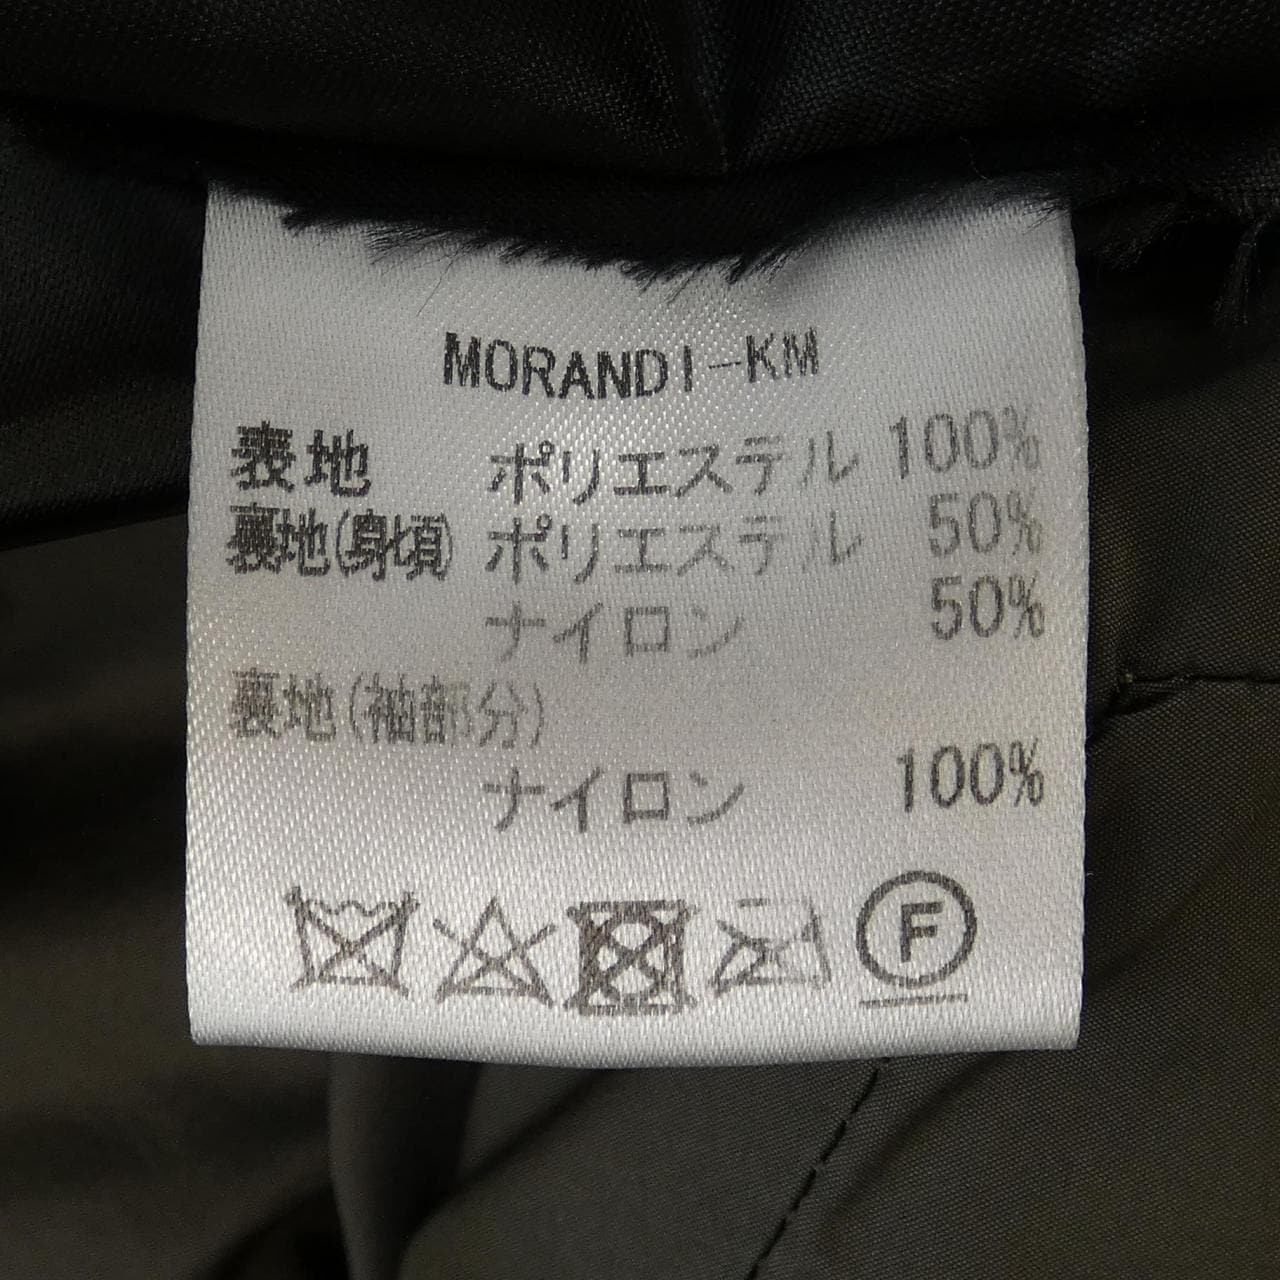 MORANDI-KM
表地 ポリエステル 100%
裏地(身頃) ポリエステル 50%
ナイロン 50%
裏地(袖部分)
ナイロン 100%
F